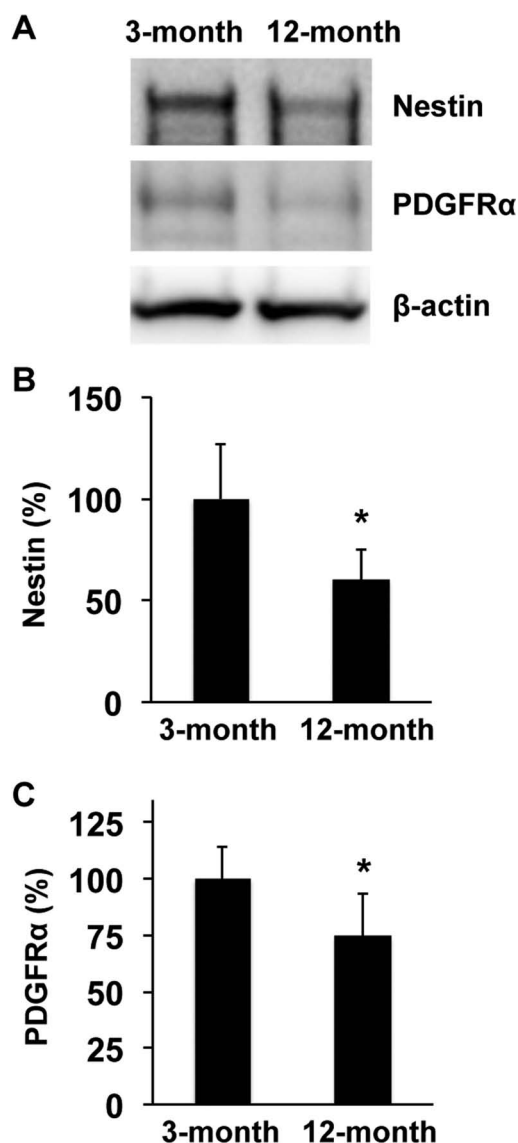 A
3-month 12-month
Nestin
PDGFRα
β-actin
B
150
100
50
0
Nestin (%)
*
3-month 12-month
C
125
100
75
50
25
0
PDGFRα (%)
*
3-month 12-month